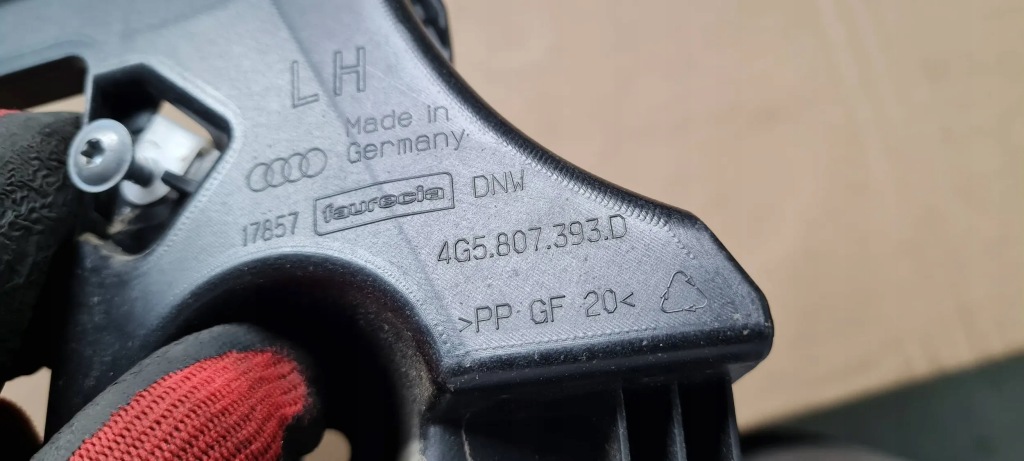 LH
Made in
Germany
17857 faurecia DNW
4G5.807.393.D
>PP GF 20<